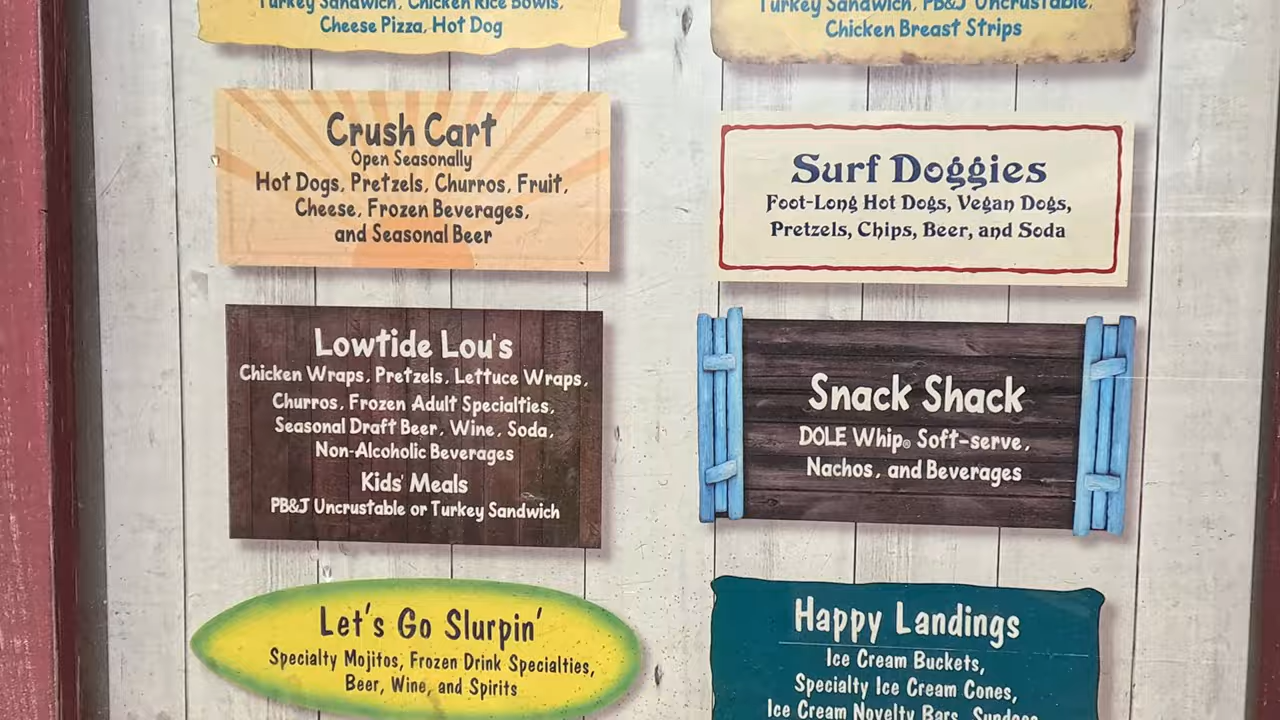 Turkey Sandwich, Chicken Rice Bowls,
Cheese Pizza, Hot Dog
Turkey Sandwich, PB&J Uncrustable,
Chicken Breast Strips
Crush Cart
Open Seasonally
Hot Dogs, Pretzels, Churros, Fruit,
Cheese, Frozen Beverages,
and Seasonal Beer
Surf Doggies
Foot-Long Hot Dogs, Vegan Dogs,
Pretzels, Chips, Beer, and Soda
Lowtide Lou's
Chicken Wraps, Pretzels, Lettuce Wraps,
Churros, Frozen Adult Specialties,
Seasonal Draft Beer, Wine, Soda,
Non-Alcoholic Beverages
Kids' Meals
PB&J Uncrustable or Turkey Sandwich
Snack Shack
DOLE Whip® Soft-serve,
Nachos, and Beverages
Let's Go Slurpin'
Specialty Mojitos, Frozen Drink Specialties,
Beer, Wine, and Spirits
Happy Landings
Ice Cream Buckets,
Specialty Ice Cream Cones,
Ice Cream Novelty Bars, Sundaes